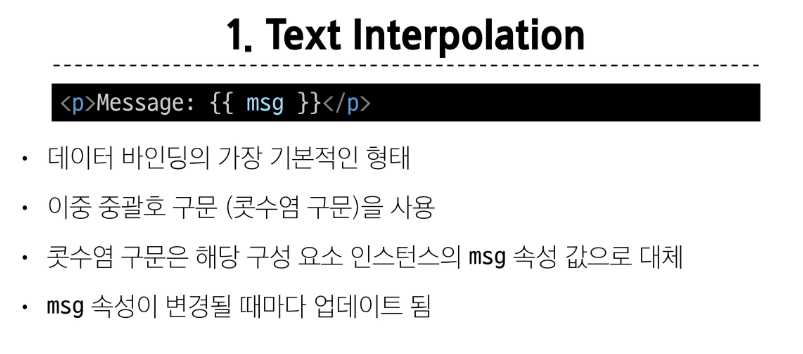 1. Text Interpolation
<p>Message: {{ msg }}</p>
• 데이터 바인딩의 가장 기본적인 형태
• 이중 중괄호 구문 (콧수염 구문)을 사용
• 콧수염 구문은 해당 구성 요소 인스턴스의 msg 속성 값으로 대체
• msg 속성이 변경될 때마다 업데이트 됨